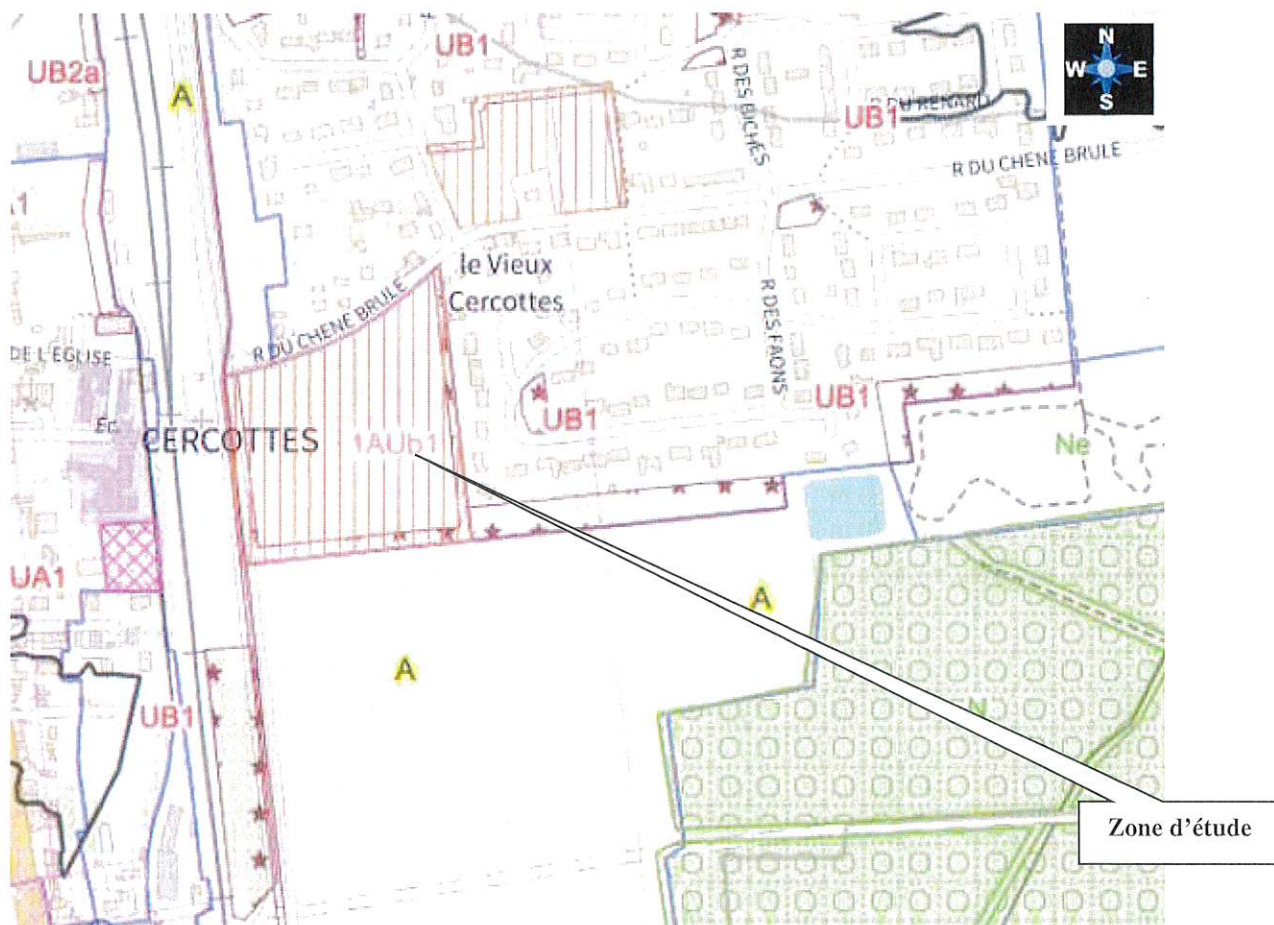 UB1
N
UB2a
A
W E
S
R DES BICHES
R DU RENARD
UB1
R DU CHENE BRULE
le Vieux
Cercottes
R DU CHENE BRULE
R DES FAONS
DE L'EGLISE
UB1
UB1
Ec
CERCOTTES
1AUb1
Ne
UA1
A
A
N
UB1
Zone d'étude